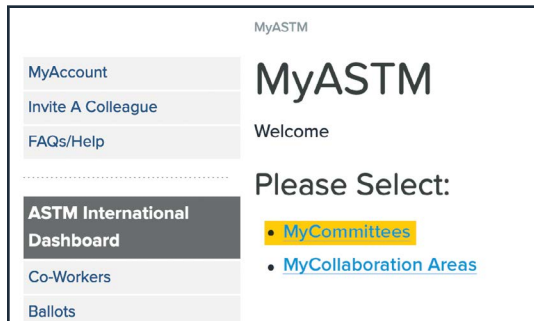 MyASTM
MyAccount
Invite A Colleague
FAQs/Help
ASTM International
Dashboard
Co-Workers
Ballots
MyASTM
Welcome
Please Select:
• MyCommittees
• MyCollaboration Areas